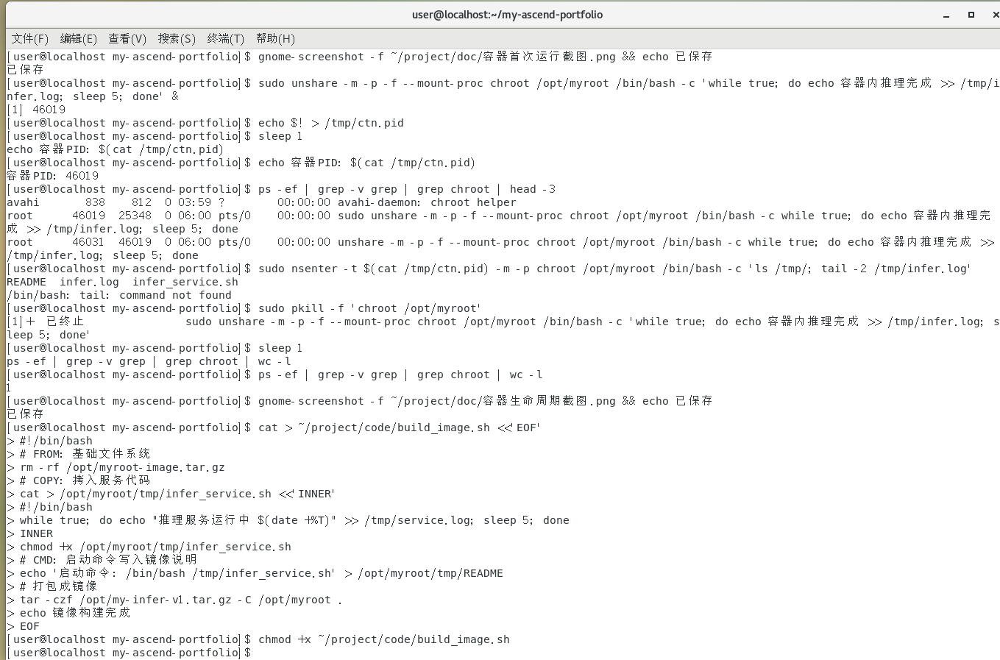 user@localhost:~/my-ascend-portfolio
文件(F) 编辑(E) 查看(V) 搜索(S) 终端(T) 帮助(H)
[user@localhost my-ascend-portfolio]$ gnome-screenshot -f ~/project/doc/容器首次运行截图.png && echo 已保存
已保存
[user@localhost my-ascend-portfolio]$ sudo unshare -m -p -f --mount-proc chroot /opt/myroot /bin/bash -c 'while true; do echo 容器内推理完成 >> /tmp/i
nfer.log; sleep 5; done' &
[1] 46019
[user@localhost my-ascend-portfolio]$ echo $! > /tmp/ctn.pid
[user@localhost my-ascend-portfolio]$ sleep 1
echo 容器PID: $(cat /tmp/ctn.pid)
[user@localhost my-ascend-portfolio]$ echo 容器PID: $(cat /tmp/ctn.pid)
容器PID: 46019
[user@localhost my-ascend-portfolio]$ ps -ef | grep -v grep | grep chroot | head -3
avahi       838    812  0 03:59 ?        00:00:00 avahi-daemon: chroot helper
root      46019  25348  0 06:00 pts/0    00:00:00 sudo unshare -m -p -f --mount-proc chroot /opt/myroot /bin/bash -c while true; do echo 容器内推理完
成 >> /tmp/infer.log; sleep 5; done
root      46031  46019  0 06:00 pts/0    00:00:00 unshare -m -p -f --mount-proc chroot /opt/myroot /bin/bash -c while true; do echo 容器内推理完成 >>
/tmp/infer.log; sleep 5; done
[user@localhost my-ascend-portfolio]$ sudo nsenter -t $(cat /tmp/ctn.pid) -m -p chroot /opt/myroot /bin/bash -c 'ls /tmp/; tail -2 /tmp/infer.log'
README  infer.log  infer_service.sh
/bin/bash: tail: command not found
[user@localhost my-ascend-portfolio]$ sudo pkill -f 'chroot /opt/myroot'
[1]+  已终止               sudo unshare -m -p -f --mount-proc chroot /opt/myroot /bin/bash -c 'while true; do echo 容器内推理完成 >> /tmp/infer.log; s
leep 5; done'
[user@localhost my-ascend-portfolio]$ sleep 1
ps -ef | grep -v grep | grep chroot | wc -l
[user@localhost my-ascend-portfolio]$ ps -ef | grep -v grep | grep chroot | wc -l
1
[user@localhost my-ascend-portfolio]$ gnome-screenshot -f ~/project/doc/容器生命周期截图.png && echo 已保存
已保存
[user@localhost my-ascend-portfolio]$ cat > ~/project/code/build_image.sh <<'EOF'
> #!/bin/bash
> # FROM: 基础文件系统
> rm -rf /opt/myroot-image.tar.gz
> # COPY: 拷入服务代码
> cat > /opt/myroot/tmp/infer_service.sh <<'INNER'
> #!/bin/bash
> while true; do echo "推理服务运行中 $(date +%T)" >> /tmp/service.log; sleep 5; done
> INNER
> chmod +x /opt/myroot/tmp/infer_service.sh
> # CMD: 启动命令写入镜像说明
> echo '启动命令: /bin/bash /tmp/infer_service.sh' > /opt/myroot/tmp/README
> # 打包成镜像
> tar -czf /opt/my-infer-v1.tar.gz -C /opt/myroot .
> echo 镜像构建完成
> EOF
[user@localhost my-ascend-portfolio]$ chmod +x ~/project/code/build_image.sh
[user@localhost my-ascend-portfolio]$